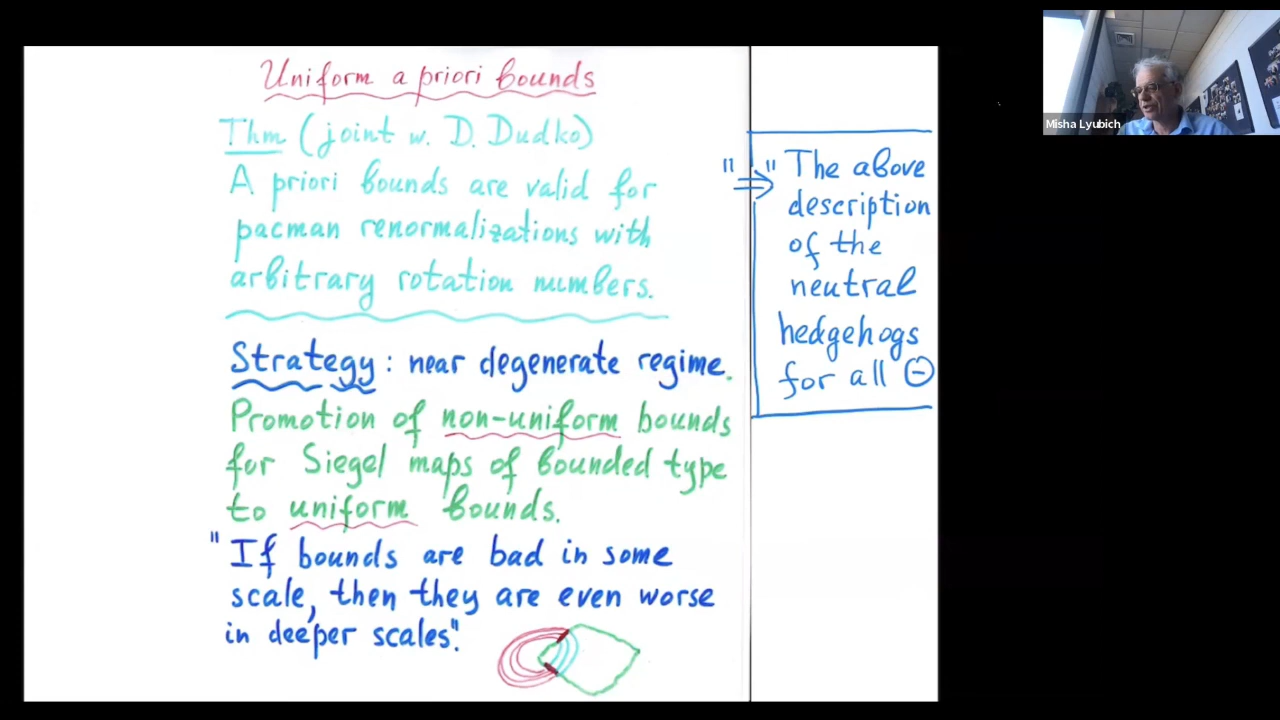 Uniform a priori bounds
Thm (joint w. D. Dudko)
A priori bounds are valid for
pacman renormalizations with
arbitrary rotation numbers.
Strategy: near degenerate regime.
Promotion of non-uniform bounds
for Siegel maps of bounded type
to uniform bounds.
"If bounds are bad in some
scale, then they are even worse
in deeper scales".
"⇒" The above
description
of the
neutral
hedgehogs
for all Θ
Misha Lyubich